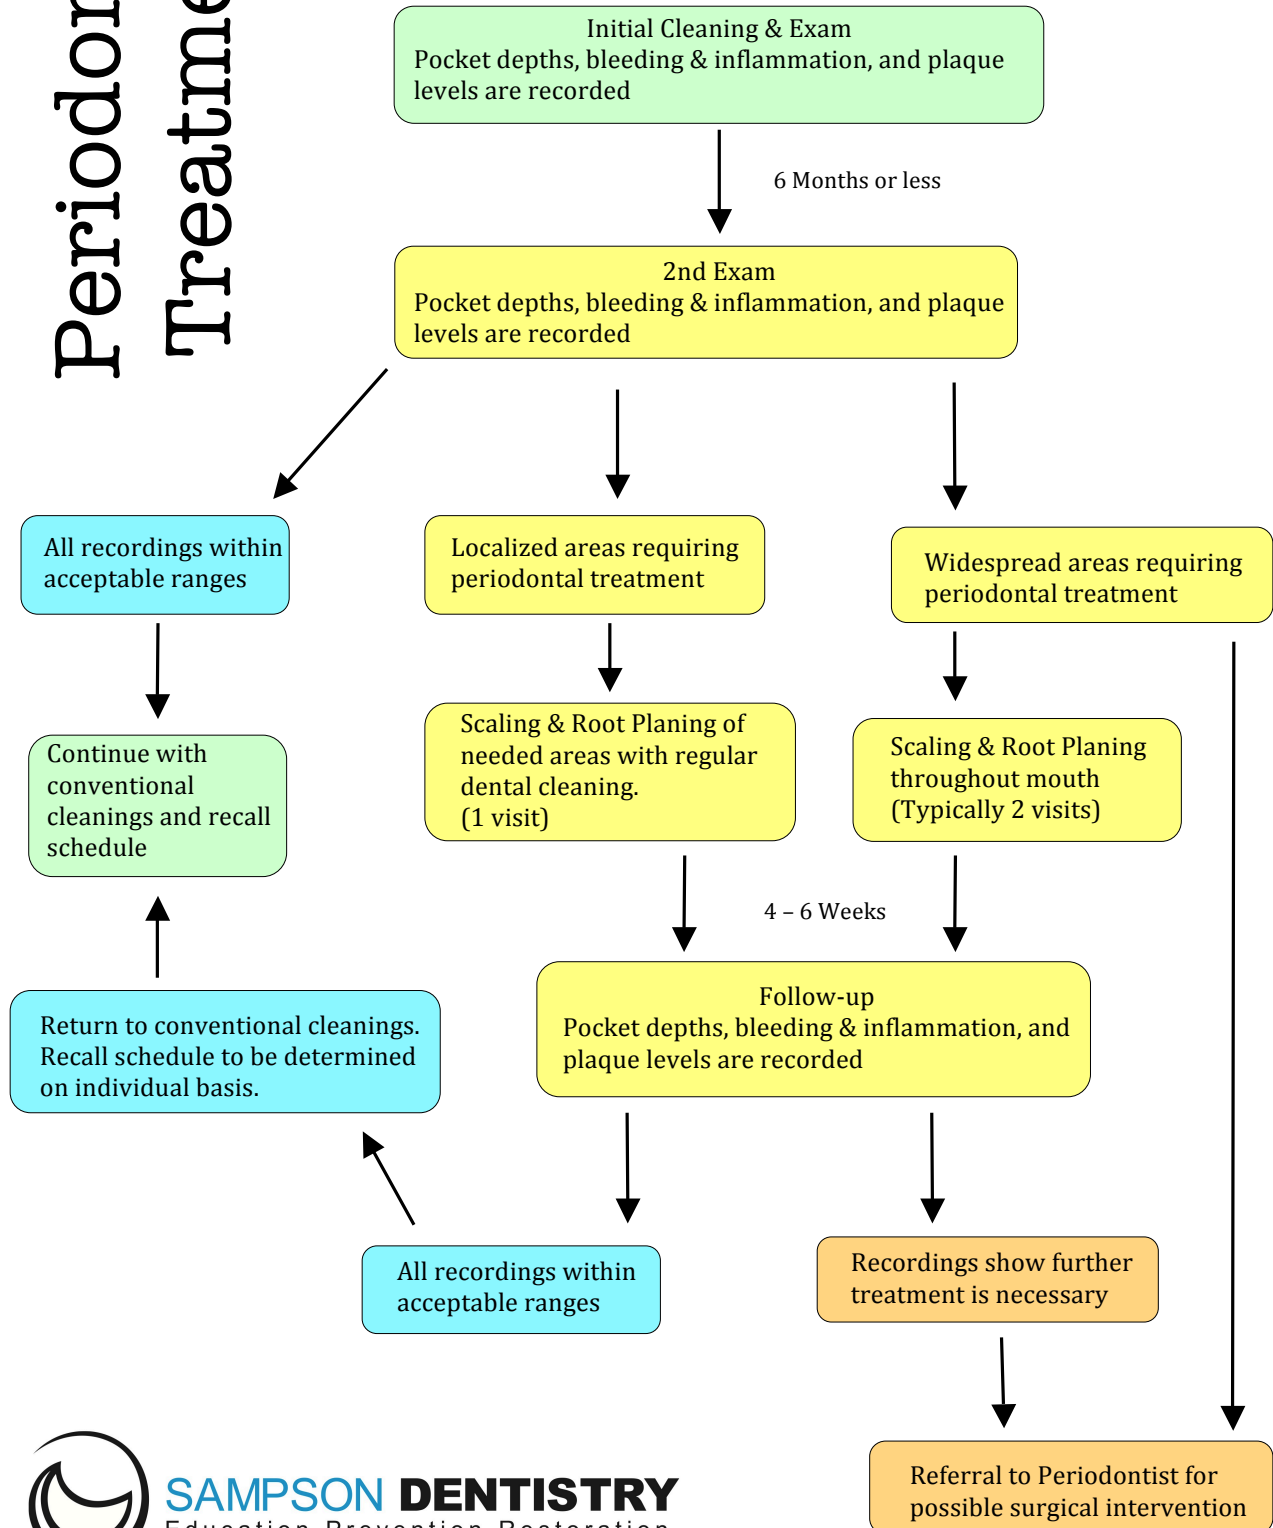 Initial Cleaning & Exam
Pocket depths, bleeding & inflammation, and plaque
levels are recorded
6 Months or less
2nd Exam
Pocket depths, bleeding & inflammation, and plaque
levels are recorded
All recordings within
acceptable ranges
Localized areas requiring
periodontal treatment
Widespread areas requiring
periodontal treatment
Continue with
conventional
cleanings and recall
schedule
Scaling & Root Planing of
needed areas with regular
dental cleaning.
(1 visit)
Scaling & Root Planing
throughout mouth
(Typically 2 visits)
4 – 6 Weeks
Return to conventional cleanings.
Recall schedule to be determined
on individual basis.
Follow-up
Pocket depths, bleeding & inflammation, and
plaque levels are recorded
All recordings within
acceptable ranges
Recordings show further
treatment is necessary
Referral to Periodontist for
possible surgical intervention
SAMPSON DENTISTRY
Education Prevention Restoration